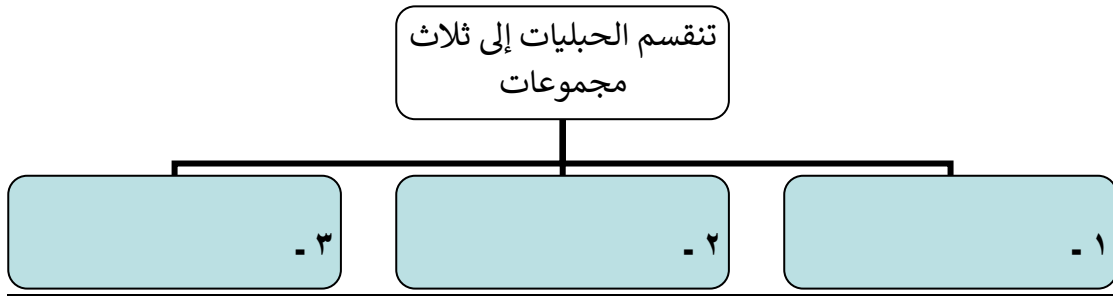 تنقسم الحبليات إلى ثلاث
مجموعات
١ -
٢ -
٣ -